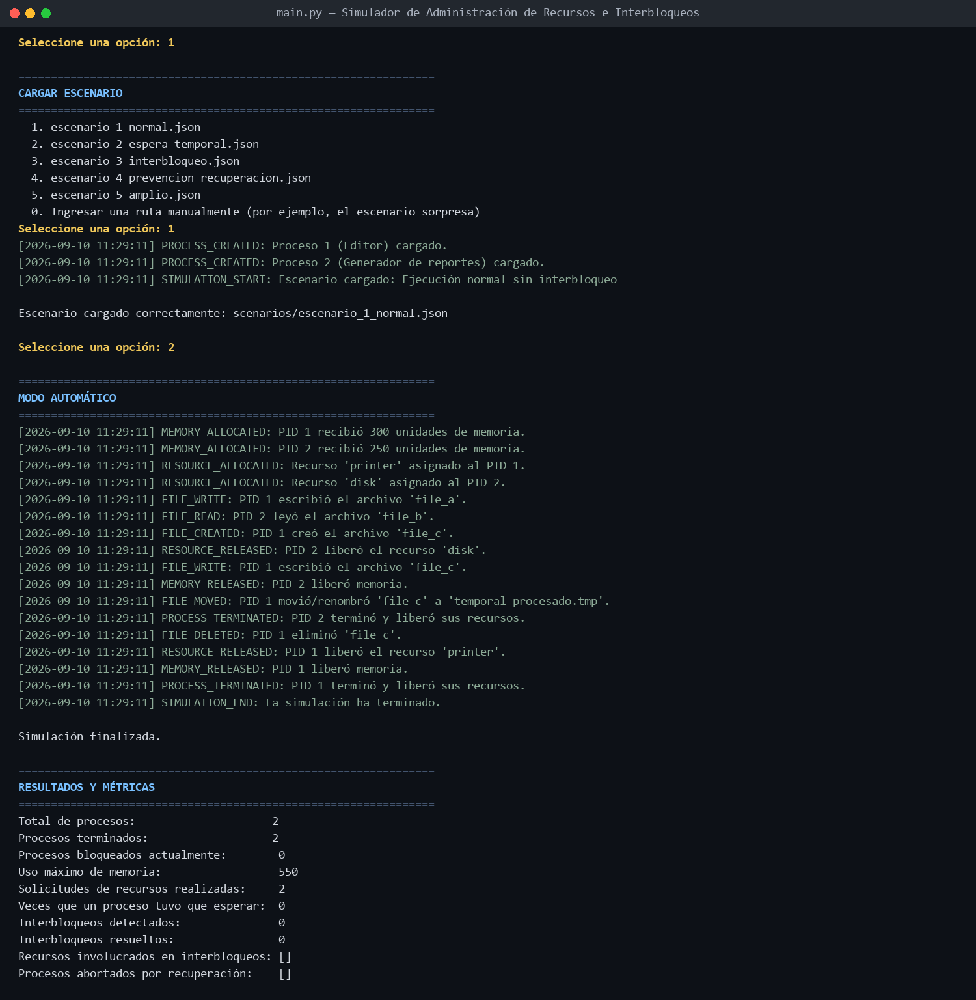 main.py — Simulador de Administración de Recursos e Interbloqueos
Seleccione una opción: 1
================================================================
CARGAR ESCENARIO
================================================================
  1. escenario_1_normal.json
  2. escenario_2_espera_temporal.json
  3. escenario_3_interbloqueo.json
  4. escenario_4_prevencion_recuperacion.json
  5. escenario_5_amplio.json
  0. Ingresar una ruta manualmente (por ejemplo, el escenario sorpresa)
Seleccione una opción: 1
[2026-09-10 11:29:11] PROCESS_CREATED: Proceso 1 (Editor) cargado.
[2026-09-10 11:29:11] PROCESS_CREATED: Proceso 2 (Generador de reportes) cargado.
[2026-09-10 11:29:11] SIMULATION_START: Escenario cargado: Ejecución normal sin interbloqueo
Escenario cargado correctamente: scenarios/escenario_1_normal.json
Seleccione una opción: 2
================================================================
MODO AUTOMÁTICO
================================================================
[2026-09-10 11:29:11] MEMORY_ALLOCATED: PID 1 recibió 300 unidades de memoria.
[2026-09-10 11:29:11] MEMORY_ALLOCATED: PID 2 recibió 250 unidades de memoria.
[2026-09-10 11:29:11] RESOURCE_ALLOCATED: Recurso 'printer' asignado al PID 1.
[2026-09-10 11:29:11] RESOURCE_ALLOCATED: Recurso 'disk' asignado al PID 2.
[2026-09-10 11:29:11] FILE_WRITE: PID 1 escribió el archivo 'file_a'.
[2026-09-10 11:29:11] FILE_READ: PID 2 leyó el archivo 'file_b'.
[2026-09-10 11:29:11] FILE_CREATED: PID 1 creó el archivo 'file_c'.
[2026-09-10 11:29:11] RESOURCE_RELEASED: PID 2 liberó el recurso 'disk'.
[2026-09-10 11:29:11] FILE_WRITE: PID 1 escribió el archivo 'file_c'.
[2026-09-10 11:29:11] MEMORY_RELEASED: PID 2 liberó memoria.
[2026-09-10 11:29:11] FILE_MOVED: PID 1 movió/renombró 'file_c' a 'temporal_procesado.tmp'.
[2026-09-10 11:29:11] PROCESS_TERMINATED: PID 2 terminó y liberó sus recursos.
[2026-09-10 11:29:11] FILE_DELETED: PID 1 eliminó 'file_c'.
[2026-09-10 11:29:11] RESOURCE_RELEASED: PID 1 liberó el recurso 'printer'.
[2026-09-10 11:29:11] MEMORY_RELEASED: PID 1 liberó memoria.
[2026-09-10 11:29:11] PROCESS_TERMINATED: PID 1 terminó y liberó sus recursos.
[2026-09-10 11:29:11] SIMULATION_END: La simulación ha terminado.
Simulación finalizada.
================================================================
RESULTADOS Y MÉTRICAS
================================================================
Total de procesos:                     2
Procesos terminados:                   2
Procesos bloqueados actualmente:        0
Uso máximo de memoria:                  550
Solicitudes de recursos realizadas:     2
Veces que un proceso tuvo que esperar:  0
Interbloqueos detectados:               0
Interbloqueos resueltos:                0
Recursos involucrados en interbloqueos: []
Procesos abortados por recuperación:    []